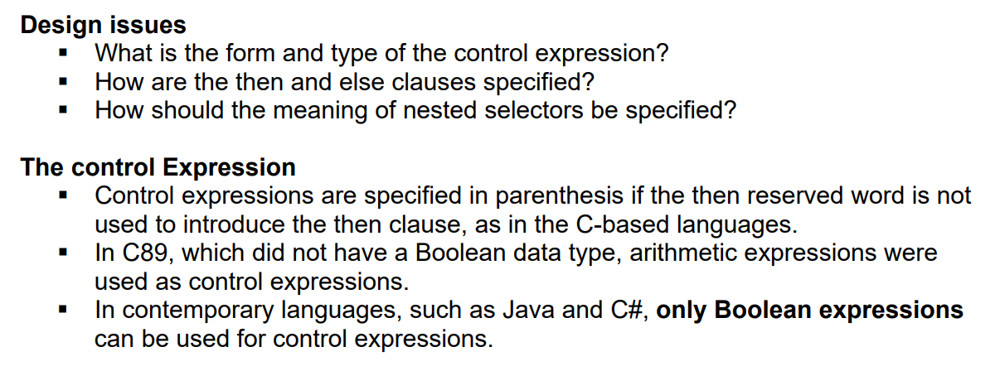 Design issues
▪ What is the form and type of the control expression?
▪ How are the then and else clauses specified?
▪ How should the meaning of nested selectors be specified?
The control Expression
▪ Control expressions are specified in parenthesis if the then reserved word is not
used to introduce the then clause, as in the C-based languages.
▪ In C89, which did not have a Boolean data type, arithmetic expressions were
used as control expressions.
▪ In contemporary languages, such as Java and C#, only Boolean expressions
can be used for control expressions.